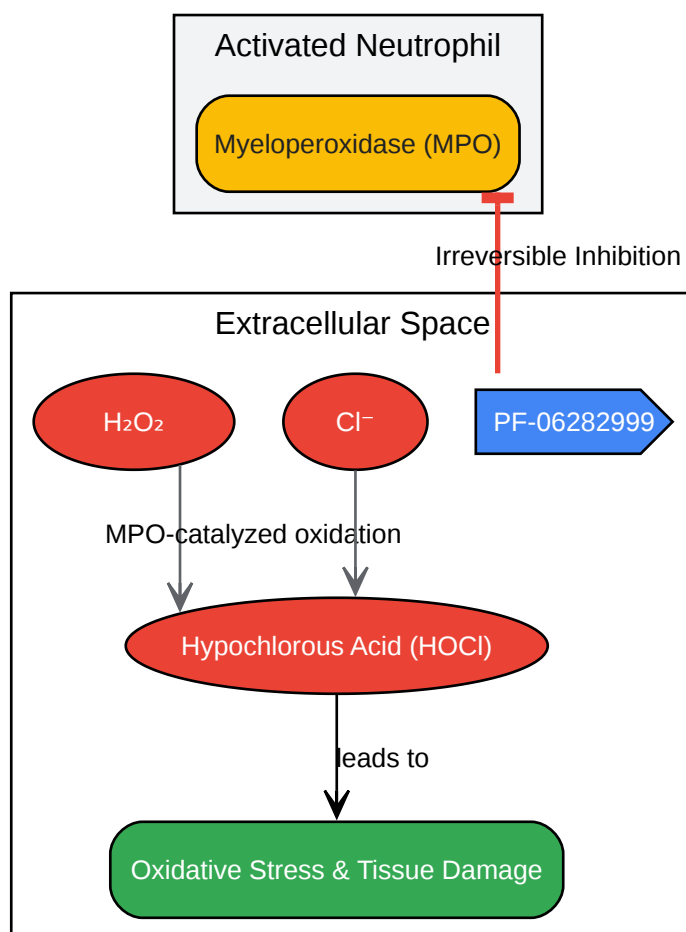 Activated Neutrophil
Myeloperoxidase (MPO)
Irreversible Inhibition
Extracellular Space
H₂O₂
Cl⁻
PF-06282999
MPO-catalyzed oxidation
Hypochlorous Acid (HOCl)
leads to
Oxidative Stress & Tissue Damage